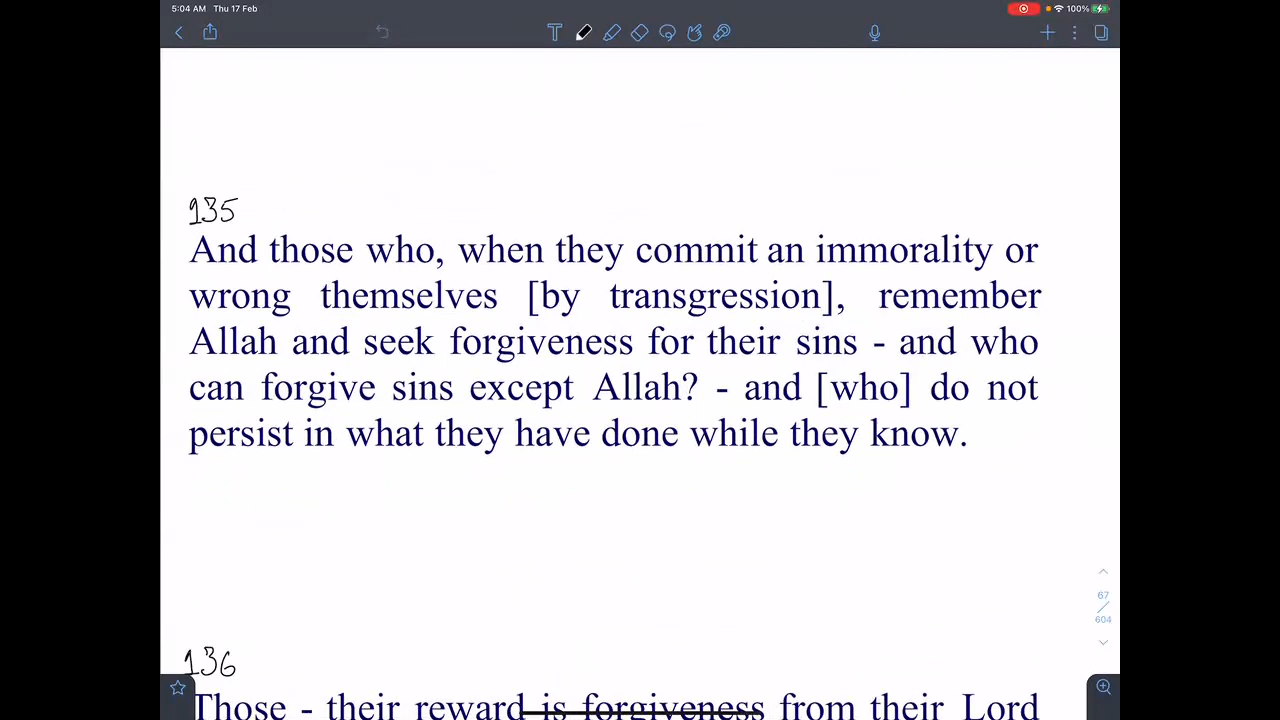 5:04 AM Thu 17 Feb
100%
135
And those who, when they commit an immorality or
wrong themselves [by transgression], remember
Allah and seek forgiveness for their sins - and who
can forgive sins except Allah? - and [who] do not
persist in what they have done while they know.
67
604
136
Those - their reward is forgiveness from their Lord